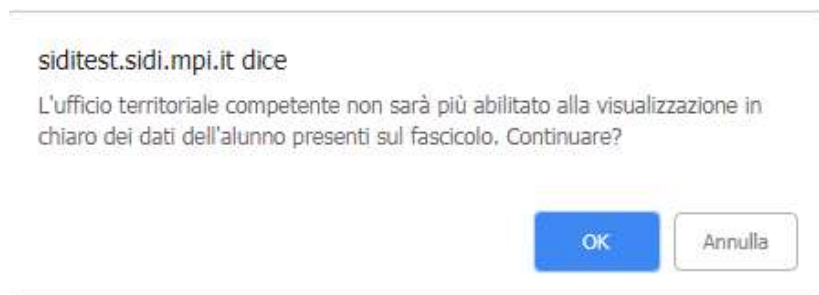 siditest.sidi.mpi.it dice
L'ufficio territoriale competente non sarà più abilitato alla visualizzazione in
chiaro dei dati dell'alunno presenti sul fascicolo. Continuare?
OK
Annulla